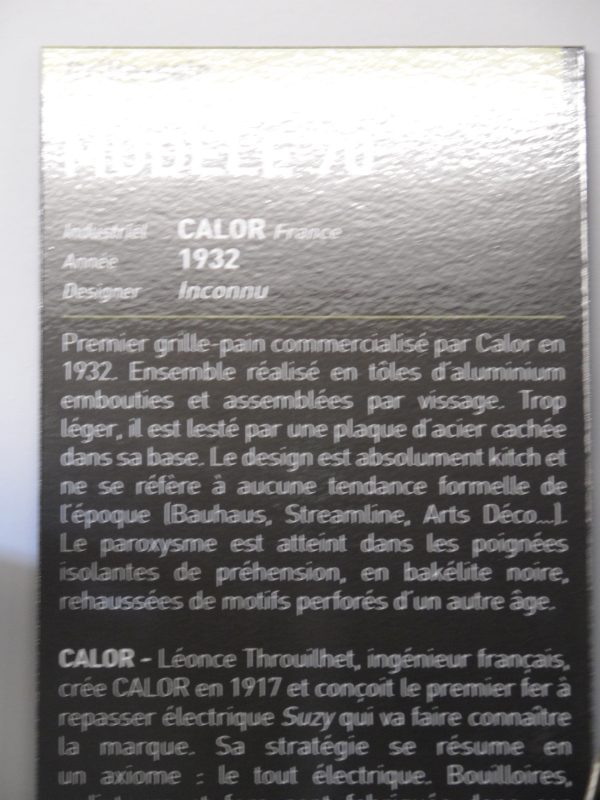 Grille-pain
MODÈLE 70
Industriel CALOR France
Année 1932
Designer Inconnu
Premier grille-pain commercialisé par Calor en
1932. Ensemble réalisé en tôles d'aluminium
embouties et assemblées par vissage. Trop
léger, il est lesté par une plaque d'acier cachée
dans sa base. Le design est absolument kitch et
ne se réfère à aucune tendance formelle de
l'époque (Bauhaus, Streamline, Arts Déco...).
Le paroxysme est atteint dans les poignées
isolantes de préhension, en bakélite noire,
rehaussées de motifs perforés d'un autre âge.
CALOR - Léonce Throuilhet, ingénieur français,
crée CALOR en 1917 et conçoit le premier fer à
repasser électrique Suzy qui va faire connaître
la marque. Sa stratégie se résume en
un axiome : le tout électrique. Bouilloires,